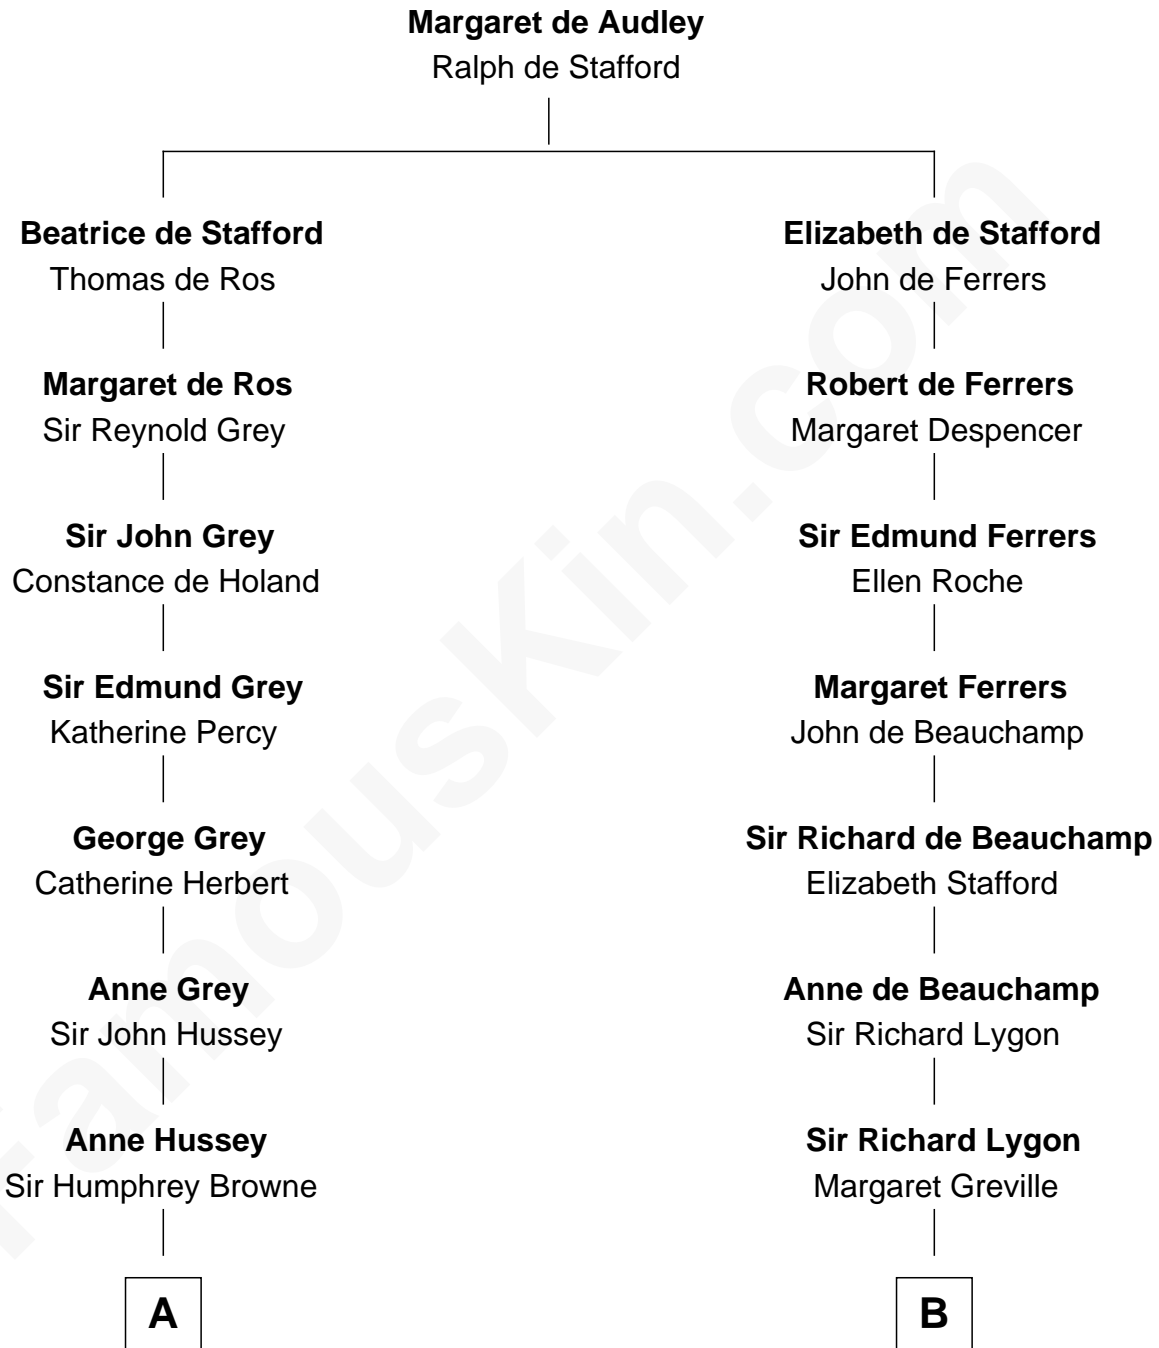 Margaret de Audley
Ralph de Stafford
Beatrice de Stafford
Thomas de Ros
Elizabeth de Stafford
John de Ferrers
Margaret de Ros
Sir Reynold Grey
Robert de Ferrers
Margaret Despencer
Sir John Grey
Constance de Holand
Sir Edmund Ferrers
Ellen Roche
Sir Edmund Grey
Katherine Percy
Margaret Ferrers
John de Beauchamp
George Grey
Catherine Herbert
Sir Richard de Beauchamp
Elizabeth Stafford
Anne Grey
Sir John Hussey
Anne de Beauchamp
Sir Richard Lygon
Anne Hussey
Sir Humphrey Browne
Sir Richard Lygon
Margaret Greville
A
B
FamousKin.com